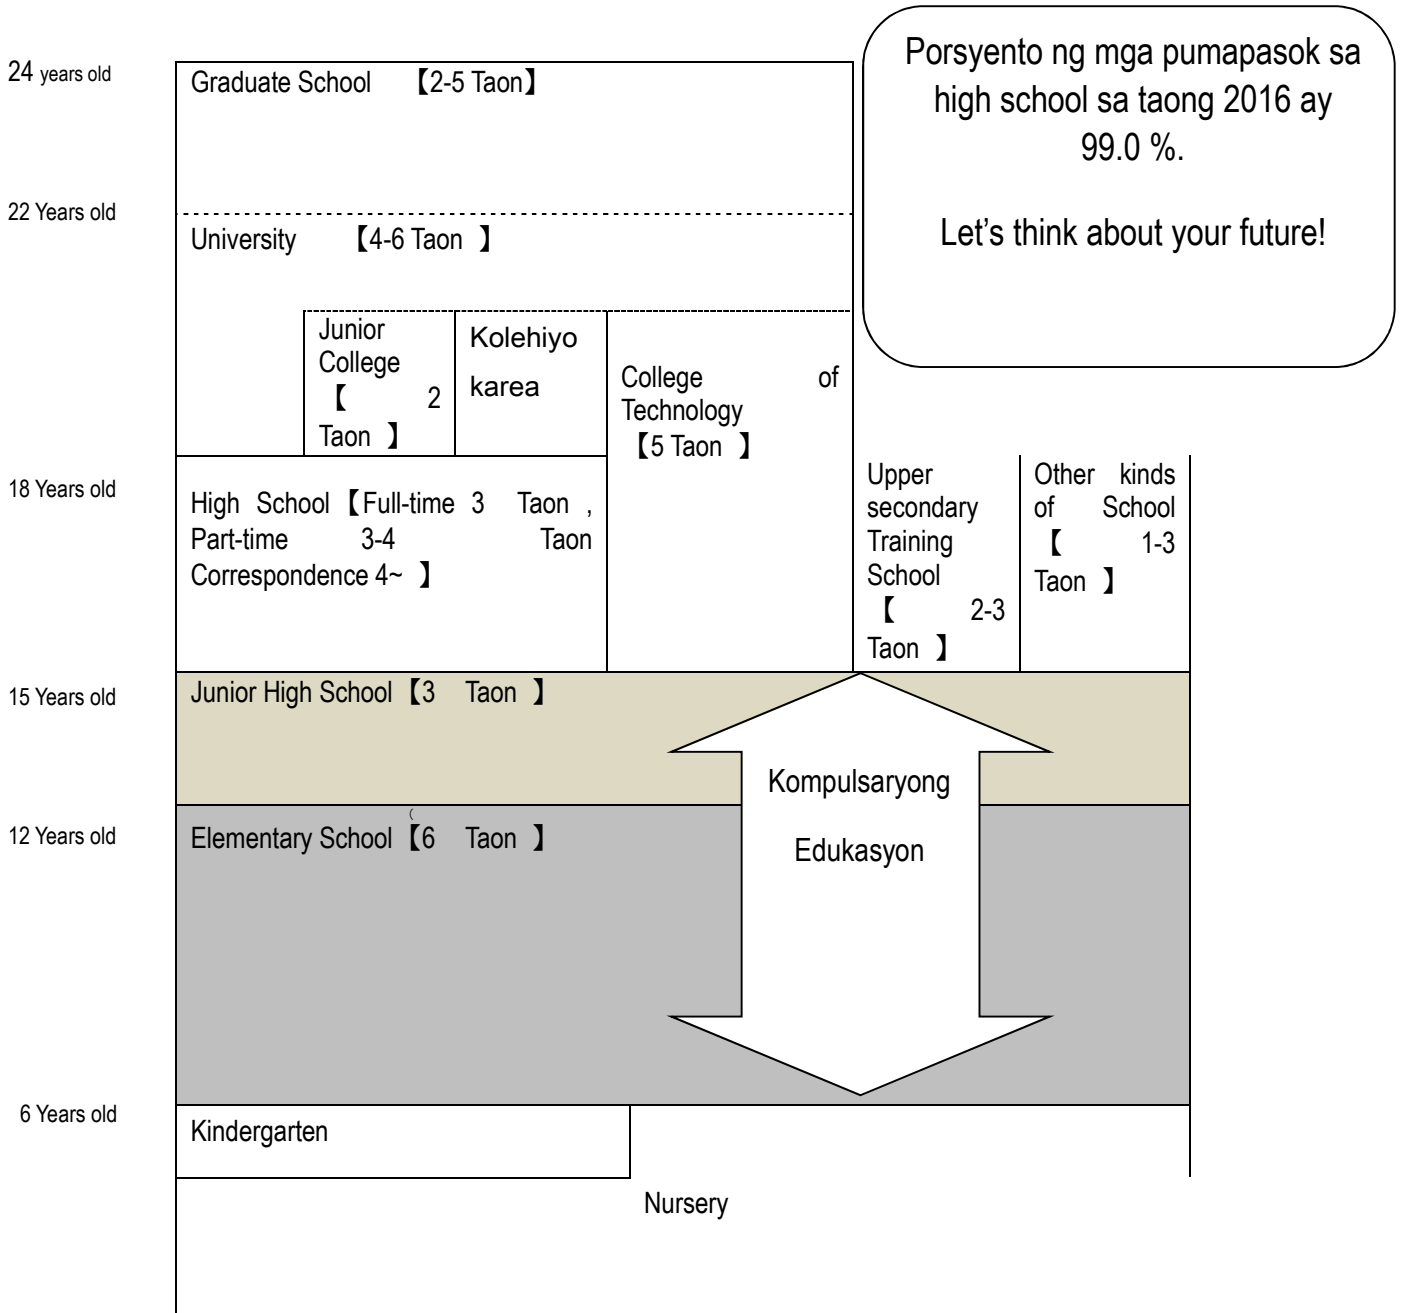 Porsyento ng mga pumapasok sa
high school sa taong 2016 ay
99.0 %.
Let's think about your future!
24 years old
Graduate School 【2-5 Taon】
22 Years old
University 【4-6 Taon 】
Junior
College
【 2
Taon 】
Kolehiyo
karea
College of
Technology
【5 Taon 】
18 Years old
High School【Full-time 3 Taon ,
Part-time 3-4 Taon
Correspondence 4~ 】
Upper
secondary
Training
School
【 2-3
Taon 】
Other kinds
of School
【 1-3
Taon 】
15 Years old
Junior High School【3 Taon 】
Kompulsaryong
Edukasyon
12 Years old
(
Elementary School【6 Taon 】
6 Years old
Kindergarten
Nursery